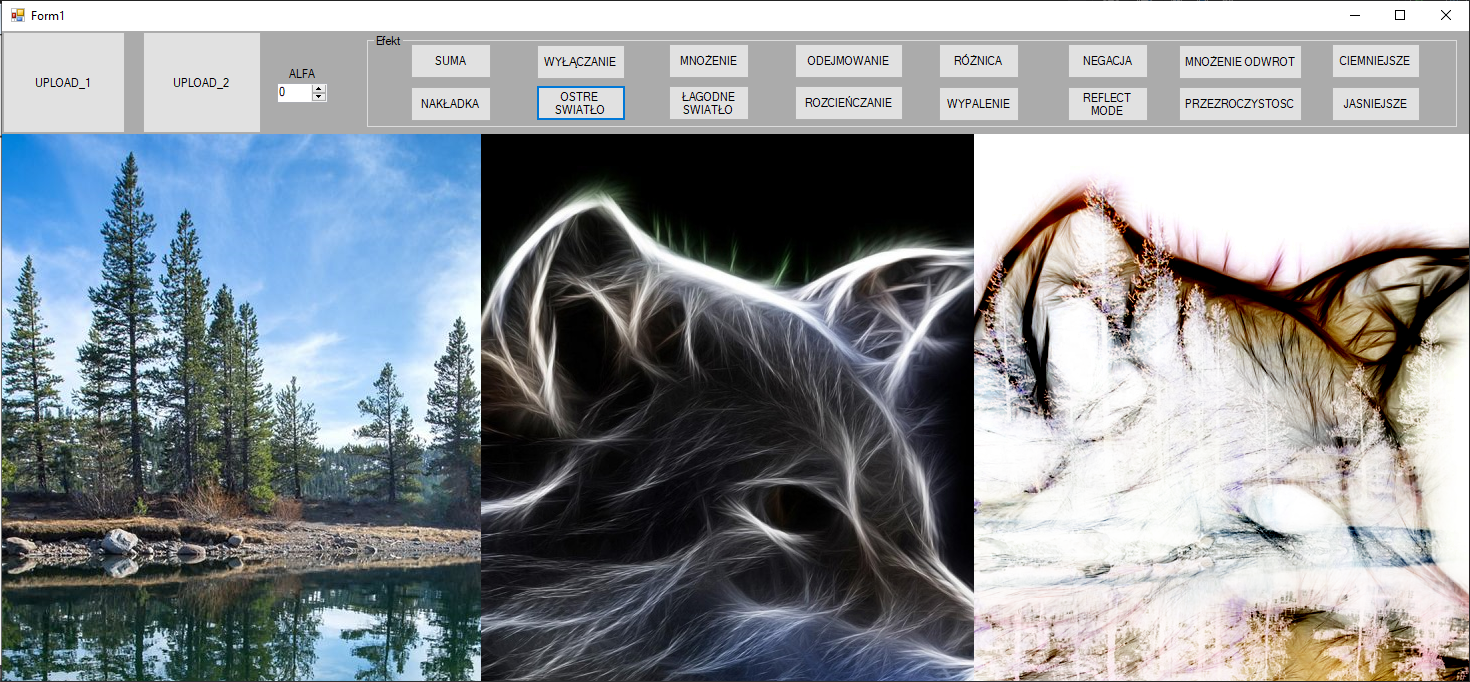 Form1
UPLOAD_1
UPLOAD_2
ALFA
0
Efekt
SUMA
WYŁĄCZANIE
MNOŻENIE
ODEJMOWANIE
RÓŻNICA
NEGACJA
MNOŻENIE ODWROT
CIEMNIEJSZE
NAKŁADKA
OSTRE
SWIATŁO
ŁAGODNE
SWIATŁO
ROZCIEŃCZANIE
WYPALENIE
REFLECT
MODE
PRZEZROCZYSTOSC
JASNIEJSZE